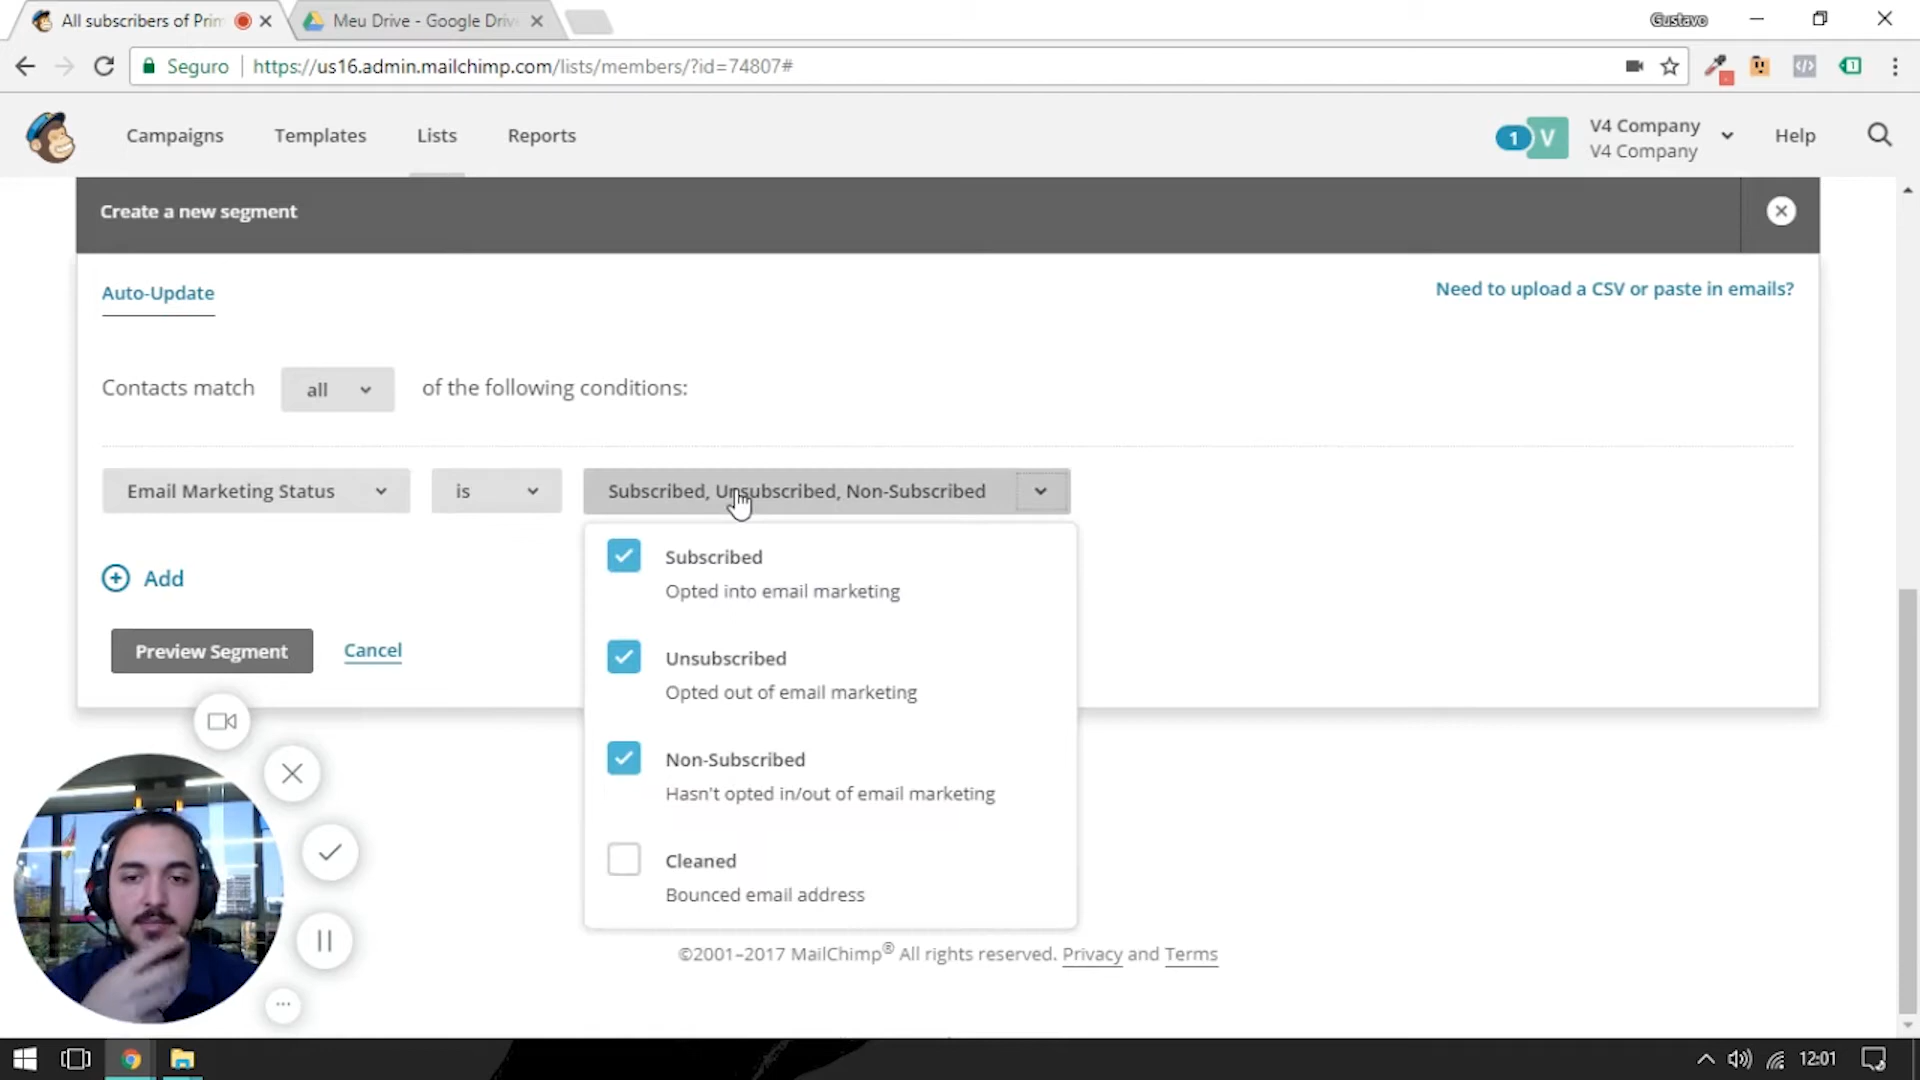 All subscribers of Prim
Meu Drive - Google Driv
Gustavo
Seguro
https://us16.admin.mailchimp.com/lists/members/?id=74807#
1
Campaigns
Templates
Lists
Reports
1
V
V4 Company
V4 Company
Help
Create a new segment
Auto-Update
Need to upload a CSV or paste in emails?
Contacts match
all
of the following conditions:
Email Marketing Status
is
Subscribed, Unsubscribed, Non-Subscribed
Subscribed
Opted into email marketing
Add
Preview Segment
Cancel
Unsubscribed
Opted out of email marketing
Non-Subscribed
Hasn't opted in/out of email marketing
Cleaned
Bounced email address
©2001–2017 MailChimp® All rights reserved. Privacy and Terms
12:01